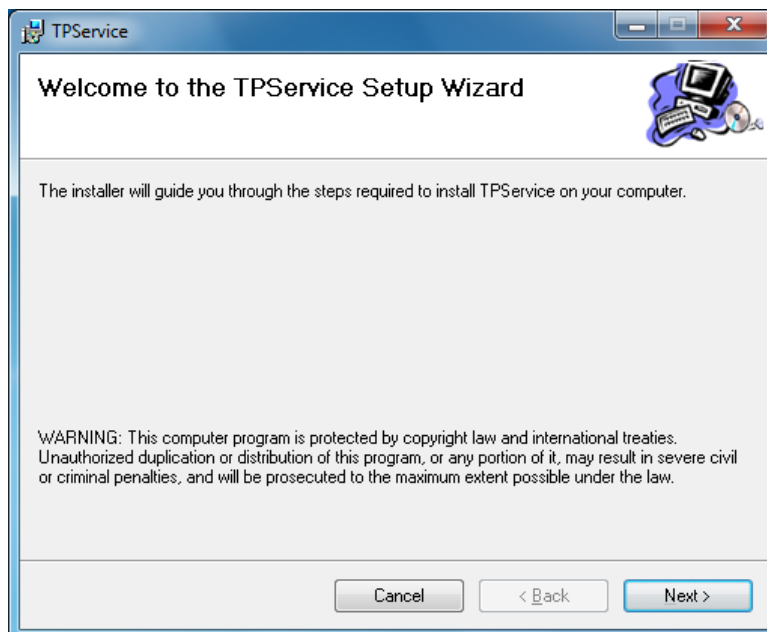 TPService
Welcome to the TPService Setup Wizard
The installer will guide you through the steps required to install TPService on your computer.
WARNING: This computer program is protected by copyright law and international treaties.
Unauthorized duplication or distribution of this program, or any portion of it, may result in severe civil
or criminal penalties, and will be prosecuted to the maximum extent possible under the law.
Cancel
< Back
Next >